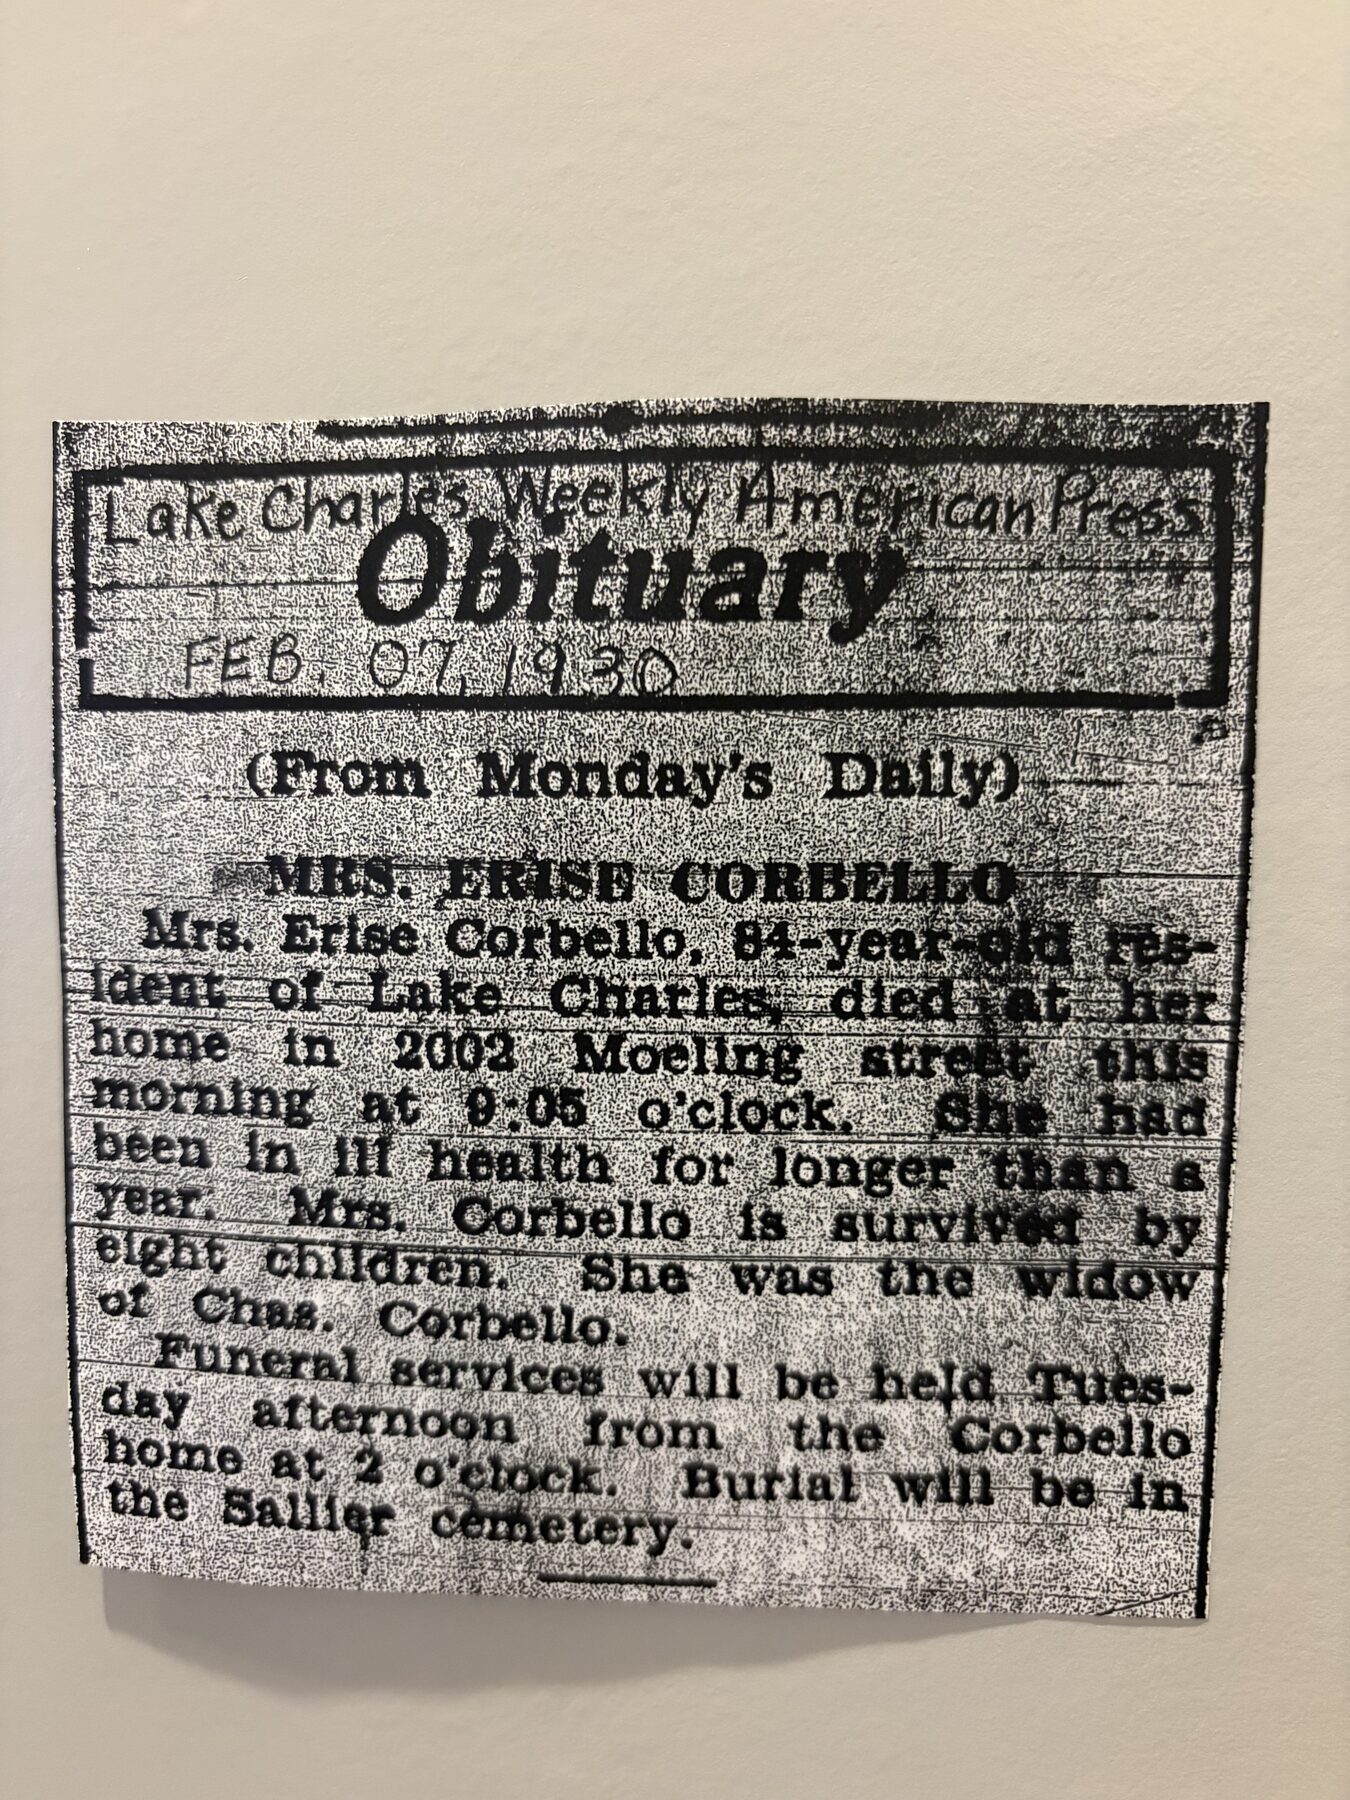 Lake Charles Weekly American Press
Obituary
FEB. 07, 1930
(From Monday's Daily)
MRS. ERISE CORBELLO
Mrs. Erise Corbello, 84-year-old res-
ident of Lake Charles, died at her
home in 2002 Moeling street this
morning at 9:05 o'clock. She had
been in ill health for longer than a
year. Mrs. Corbello is survived by
eight children. She was the widow
of Chas. Corbello.
Funeral services will be held Tues-
day afternoon from the Corbello
home at 2 o'clock. Burial will be in
the Sallier cemetery.